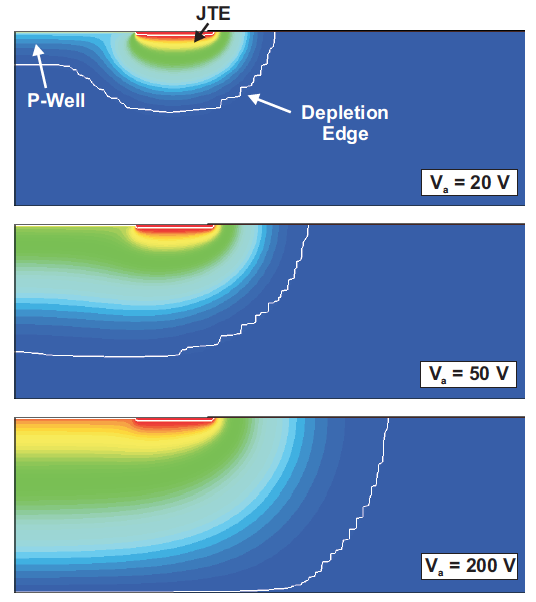 JTE
P-Well
Depletion
Edge
Vₐ = 20 V
Vₐ = 50 V
Vₐ = 200 V